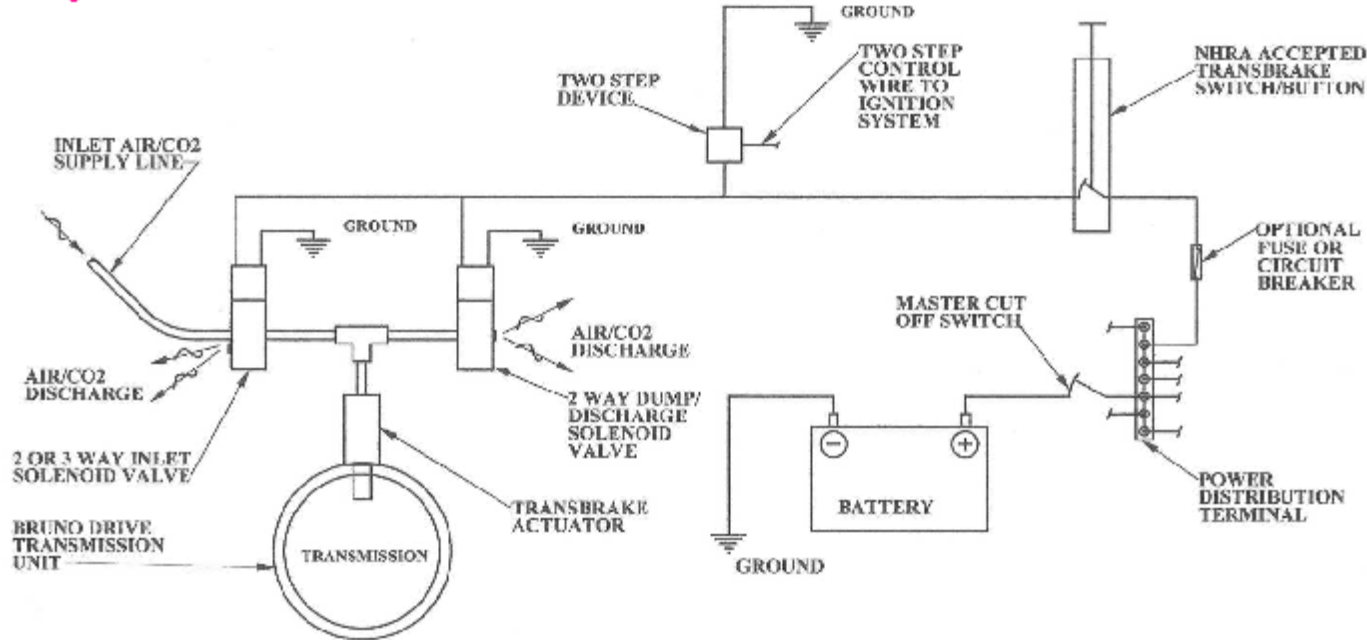 GROUND
TWO STEP
CONTROL
WIRE TO
IGNITION
SYSTEM
TWO STEP
DEVICE
NHRA ACCEPTED
TRANSBRAKE
SWITCH/BUTTON
INLET AIR/CO2
SUPPLY LINE
GROUND
GROUND
OPTIONAL
FUSE OR
CIRCUIT
BREAKER
MASTER CUT
OFF SWITCH
AIR/CO2
DISCHARGE
AIR/CO2
DISCHARGE
2 WAY DUMP/
DISCHARGE
SOLENOID
VALVE
2 OR 3 WAY INLET
SOLENOID VALVE
TRANSBRAKE
ACTUATOR
BRUNO DRIVE
TRANSMISSION
UNIT
TRANSMISSION
− +
BATTERY
POWER
DISTRIBUTION
TERMINAL
GROUND